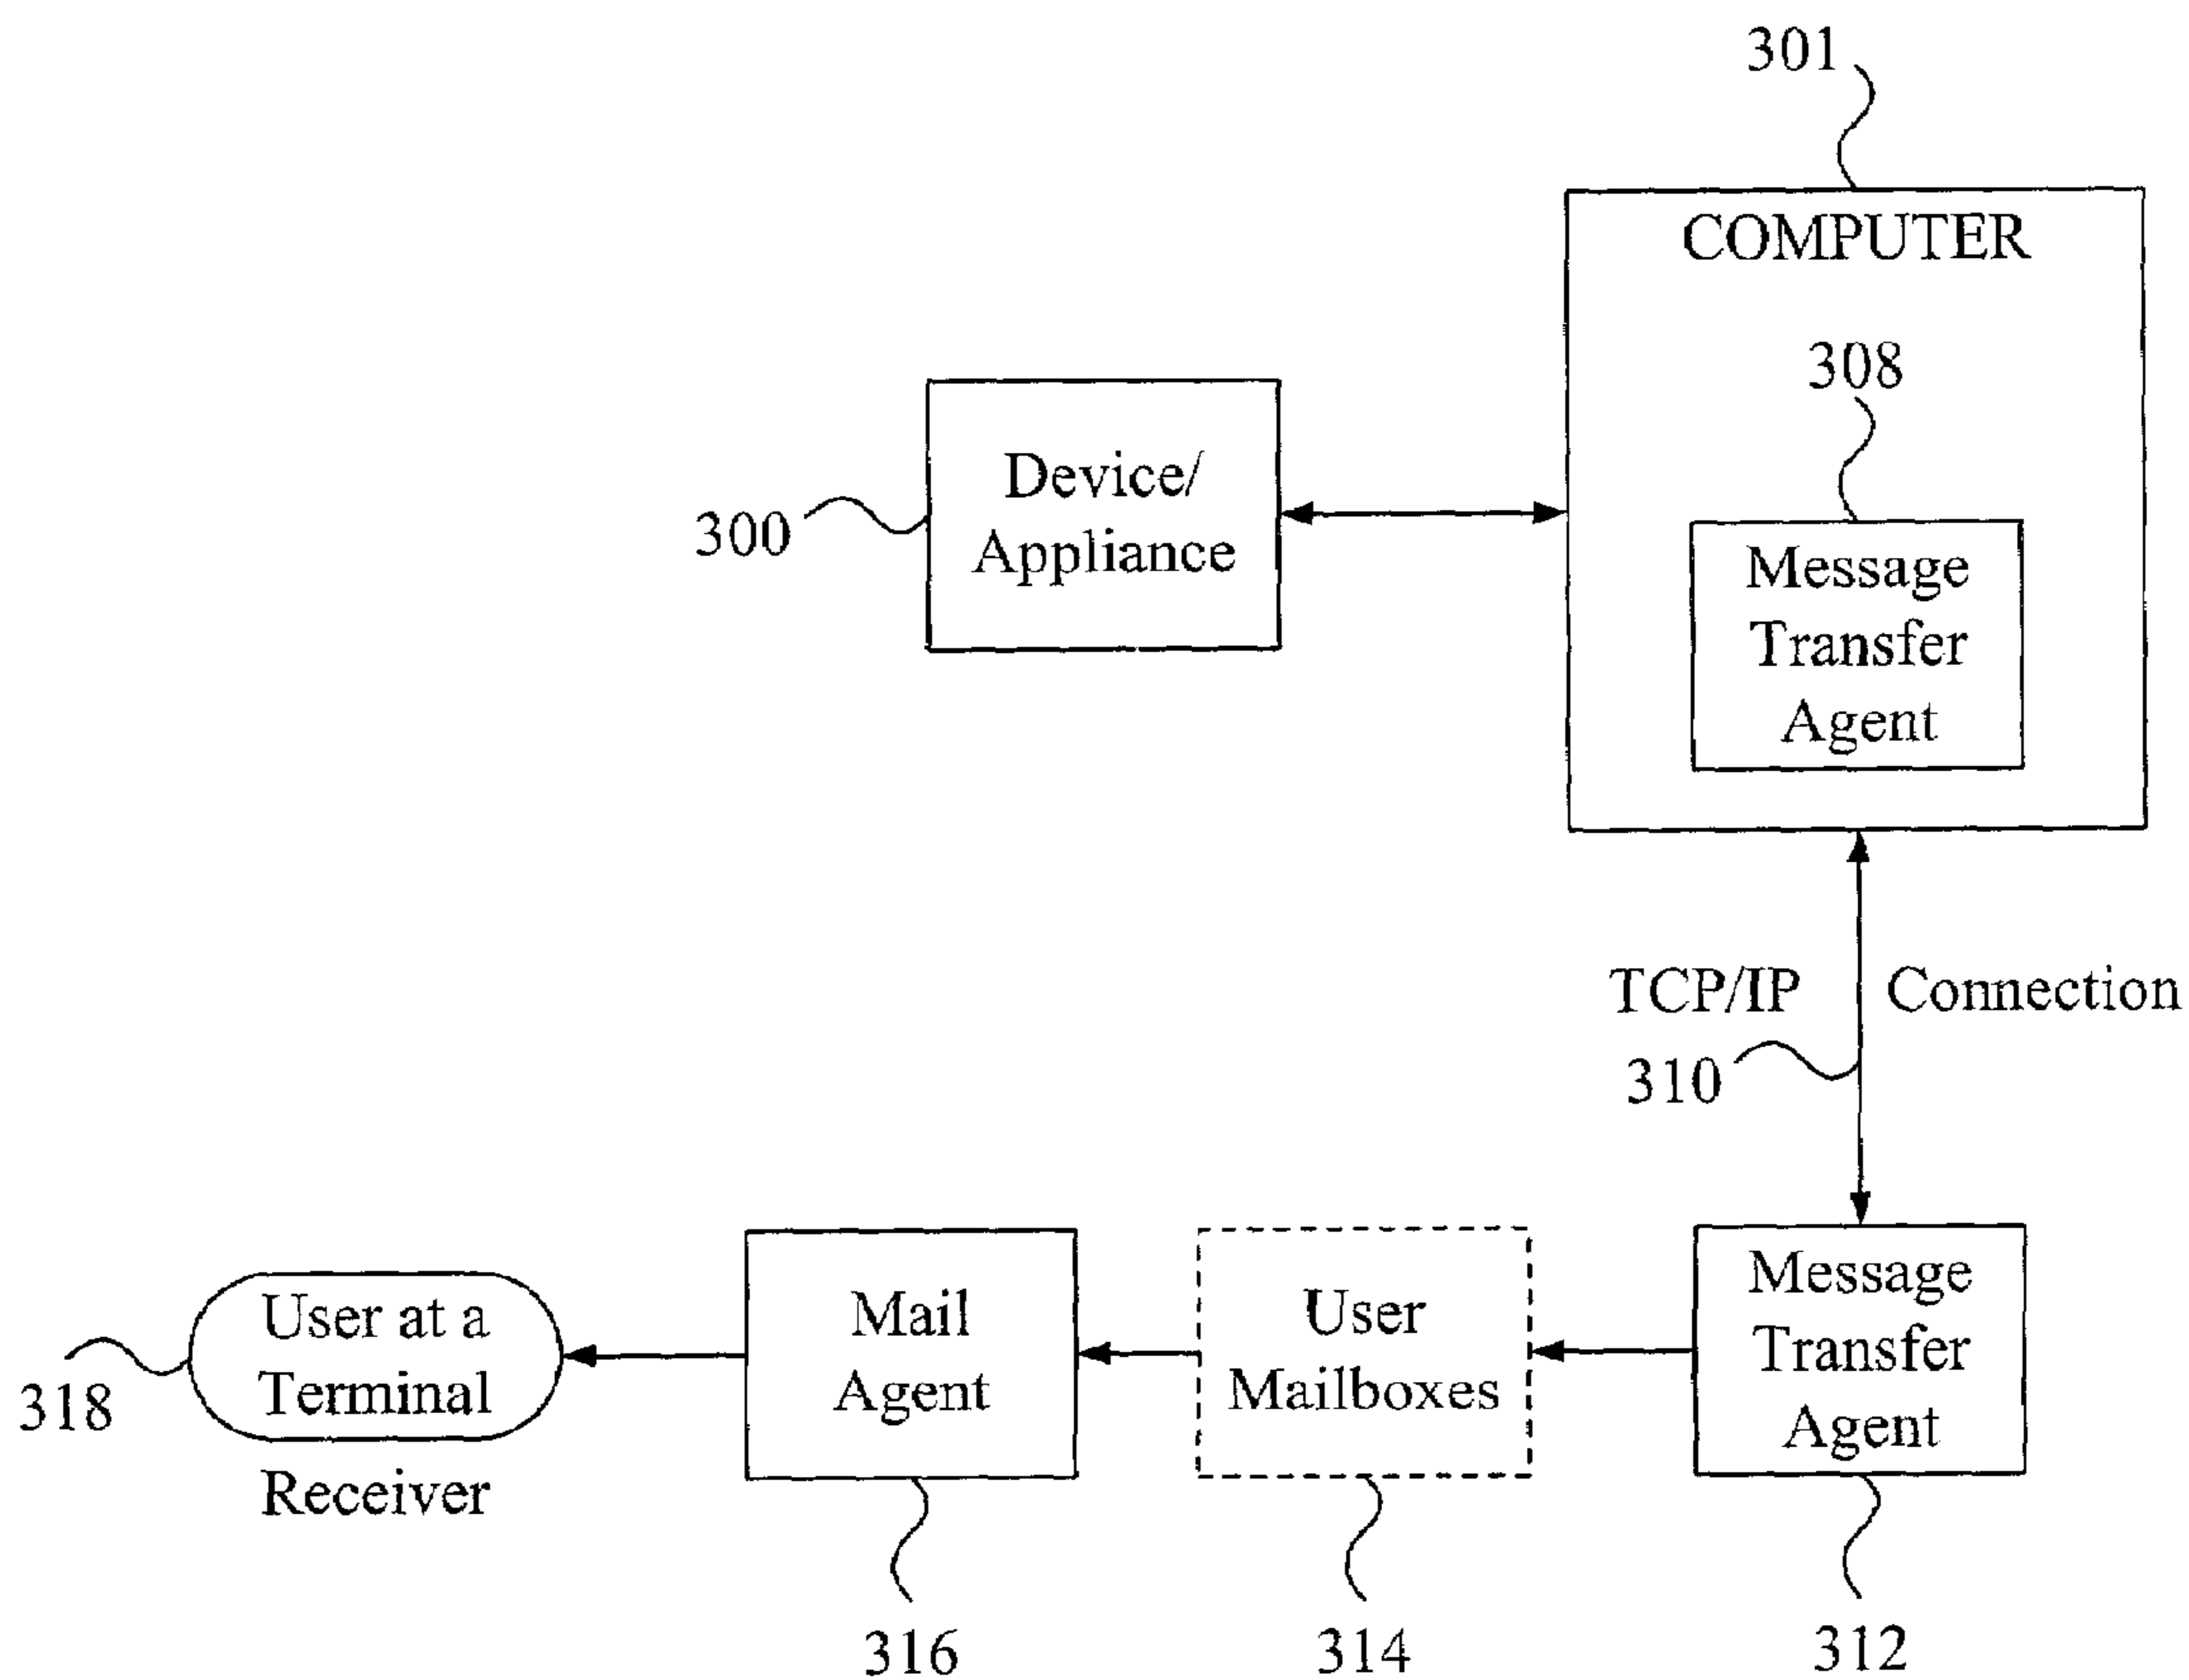 301
COMPUTER
308
Device/
Appliance
300
Message
Transfer
Agent
TCP/IP Connection
310
User at a
Terminal
Receiver
318
Mail
Agent
User
Mailboxes
Message
Transfer
Agent
316
314
312